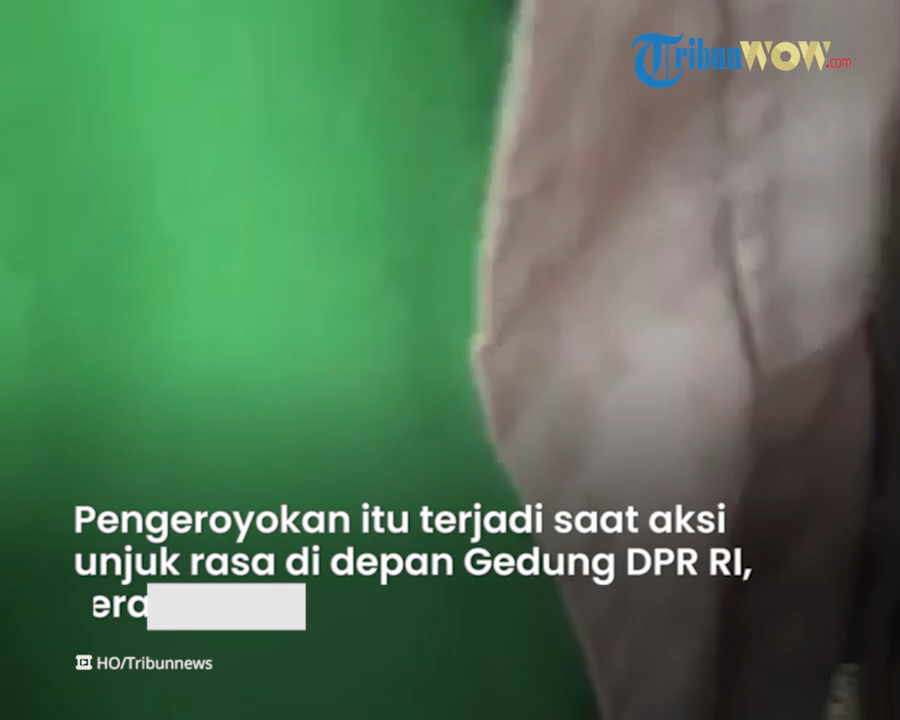 TribunWOW.com
Pengeroyokan itu terjadi saat aksi
unjuk rasa di depan Gedung DPR RI,
HO/Tribunnews